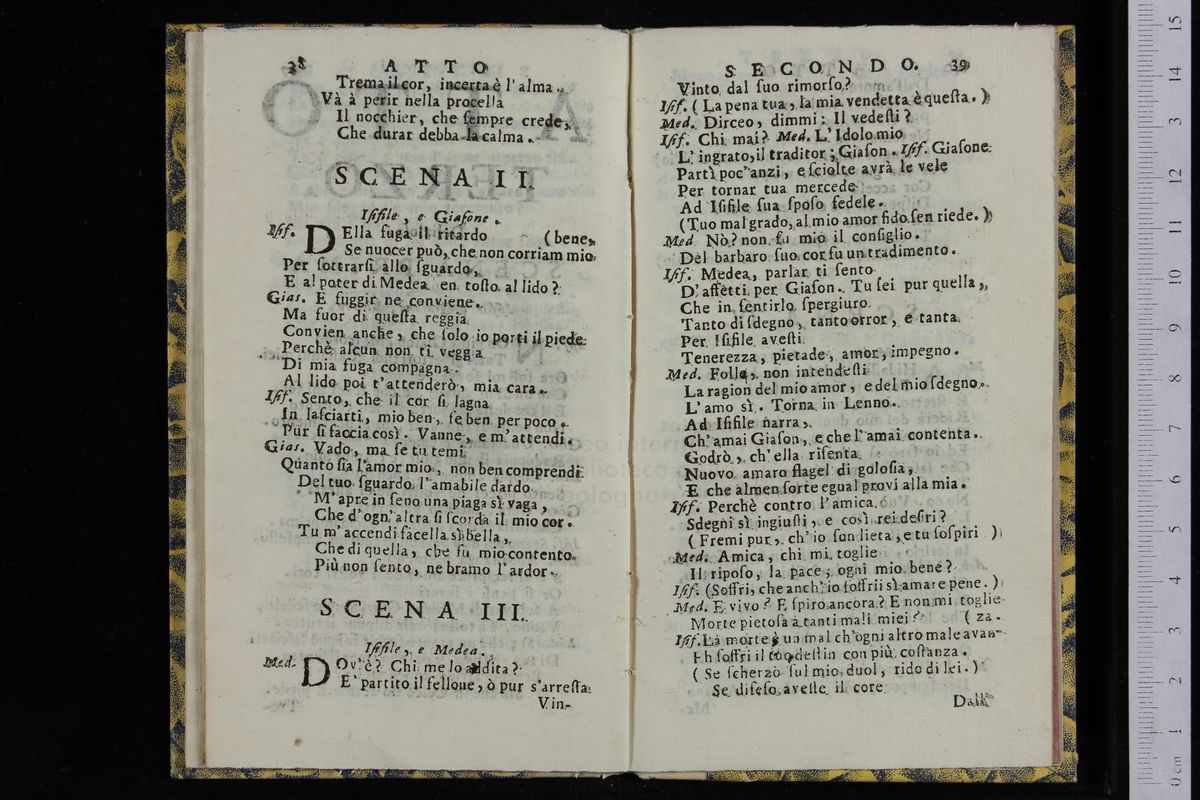 38 ATTO
Trema il cor, incerta è l'alma.
Và à perir nella procella
Il nocchier, che ſempre crede,
Che durar debba la calma.
SCENA II.
Iſifile, e Giaſone.
Iſif. DElla fuga il ritardo (bene,
Se nuocer può, che non corriam mio
Per ſottrarſi allo ſguardo,
E al poter di Medea en toſto al lido?
Gias. E fuggir ne conviene.
Ma fuor di queſta reggia
Convien anche, che ſolo io porti il piede
Perchè alcun non ti vegga
Di mia fuga compagna.
Al lido poi t'attenderò, mia cara.
Iſif. Sento, che il cor ſi lagna
In laſciarti, mio ben, ſe ben per poco.
Pur ſi faccia così. Vanne, e m'attendi.
Gias. Vado, ma ſe tu temi
Quanto ſia l'amor mio, non ben comprendi
Del tuo ſguardo l'amabile dardo
M'apre in ſeno una piaga sì vaga,
Che d'ogn'altra ſi ſcorda il mio cor.
Tu m'accendi facella sì bella,
Che di quella, che fu mio contento
Più non ſento, ne bramo l'ardor.
SCENA III.
Iſifile, e Medea.
Med. DOv'è? Chi me lo addita?
E' partito il fellone, ò pur s'arreſta
Vin-
SECONDO. 39
Vinto dal ſuo rimorſo?
Iſif. (La pena tua, la mia vendetta è queſta.)
Med. Dirceo, dimmi: Il vedeſti?
Iſif. Chi mai? Med. L'Idolo mio
L'ingrato, il traditor; Giaſon. Iſif. Giaſone
Partì poc'anzi, e ſciolte avrà le vele
Per tornar tua mercede
Ad Iſifile ſua ſpoſo fedele.
(Tuo mal grado, al mio amor fido ſen riede.)
Med Nò? non fu mio il conſiglio.
Del barbaro ſuo cor fu un tradimento.
Iſif. Medea, parlar ti ſento
D'affetti per Giaſon. Tu ſei pur quella,
Che in ſentirlo ſpergiuro
Tanto di ſdegno, tanto orror, e tanta
Per Iſifile aveſti
Tenerezza, pietade, amor, impegno.
Med. Folle, non intendeſti
La ragion del mio amor, e del mio ſdegno.
L'amo sì. Torna in Lenno.
Ad Iſifile narra,
Ch'amai Giaſon, e che l'amai contenta.
Godrò, ch'ella riſenta
Nuovo amaro flagel di goloſia,
E che almen ſorte egual provi alla mia.
Iſif. Perchè contro l'amica
Sdegni sì ingiuſti, e così rei deſiri?
(Fremi pur, ch'io ſun lieta, e tu ſoſpiri)
Med. Amica, chi mi toglie
Il ripoſo, la pace, ogni mio bene?
Iſif. (Soffri, che anch'io ſoffrii sì amare pene.)
Med. E vivo? E ſpiro ancora? E non mi toglie
Morte pietoſa à tanti mali miei? (za.
Iſif. La morte è un mal ch'ogni altro male avan-
Eh ſoffri il tuo deſtin con più coſtanza.
(Se ſcherzò ſul mio duol, rido di lei.)
Se difeſo aveſſe il core
Dall'